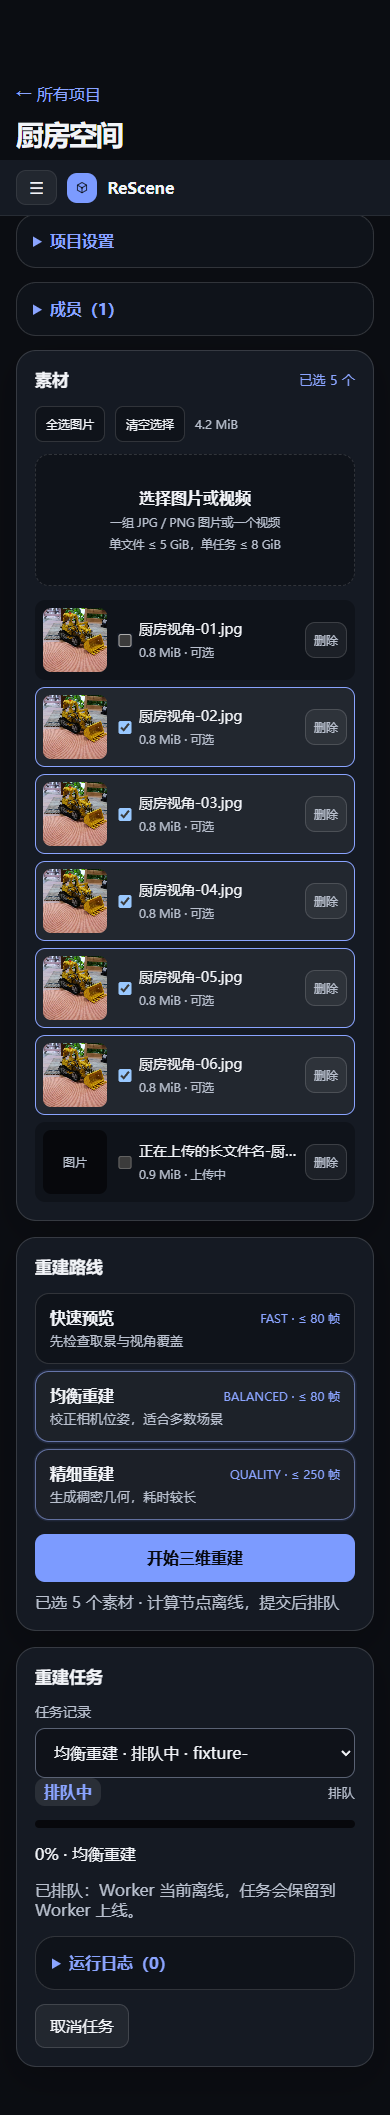 ← 所有项目
厨房空间
☰ ReScene
▶ 项目设置
▶ 成员（1）
素材 已选 5 个
全选图片 清空选择 4.2 MiB
选择图片或视频
一组 JPG / PNG 图片或一个视频
单文件 ≤ 5 GiB，单任务 ≤ 8 GiB
厨房视角-01.jpg
0.8 MiB · 可选
删除
厨房视角-02.jpg
0.8 MiB · 可选
删除
厨房视角-03.jpg
0.8 MiB · 可选
删除
厨房视角-04.jpg
0.8 MiB · 可选
删除
厨房视角-05.jpg
0.8 MiB · 可选
删除
厨房视角-06.jpg
0.8 MiB · 可选
删除
图片
正在上传的长文件名-厨...
0.9 MiB · 上传中
删除
重建路线
快速预览 FAST · ≤ 80 帧
先检查取景与视角覆盖
均衡重建 BALANCED · ≤ 80 帧
校正相机位姿，适合多数场景
精细重建 QUALITY · ≤ 250 帧
生成稠密几何，耗时较长
开始三维重建
已选 5 个素材 · 计算节点离线，提交后排队
重建任务
任务记录
均衡重建 · 排队中 · fixture-
排队中 排队
0% · 均衡重建
已排队：Worker 当前离线，任务会保留到
Worker 上线。
▶ 运行日志（0）
取消任务